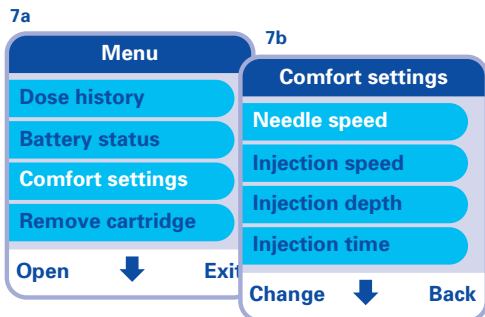 7a
Menu
Dose history
Battery status
Comfort settings
Remove cartridge
Open Exit
7b
Comfort settings
Needle speed
Injection speed
Injection depth
Injection time
Change Back